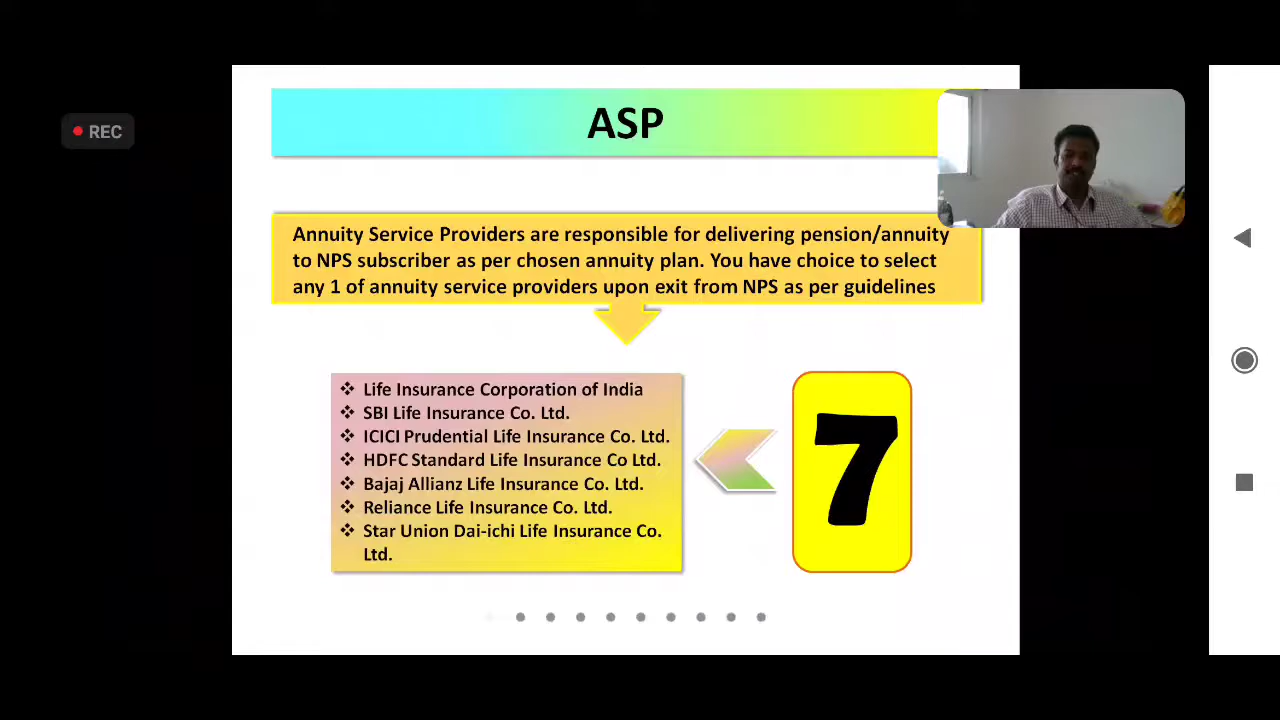 ASP
REC
Annuity Service Providers are responsible for delivering pension/annuity
to NPS subscriber as per chosen annuity plan. You have choice to select
any 1 of annuity service providers upon exit from NPS as per guidelines
❖ Life Insurance Corporation of India
❖ SBI Life Insurance Co. Ltd.
❖ ICICI Prudential Life Insurance Co. Ltd.
❖ HDFC Standard Life Insurance Co Ltd.
❖ Bajaj Allianz Life Insurance Co. Ltd.
❖ Reliance Life Insurance Co. Ltd.
❖ Star Union Dai-ichi Life Insurance Co.
Ltd.
7